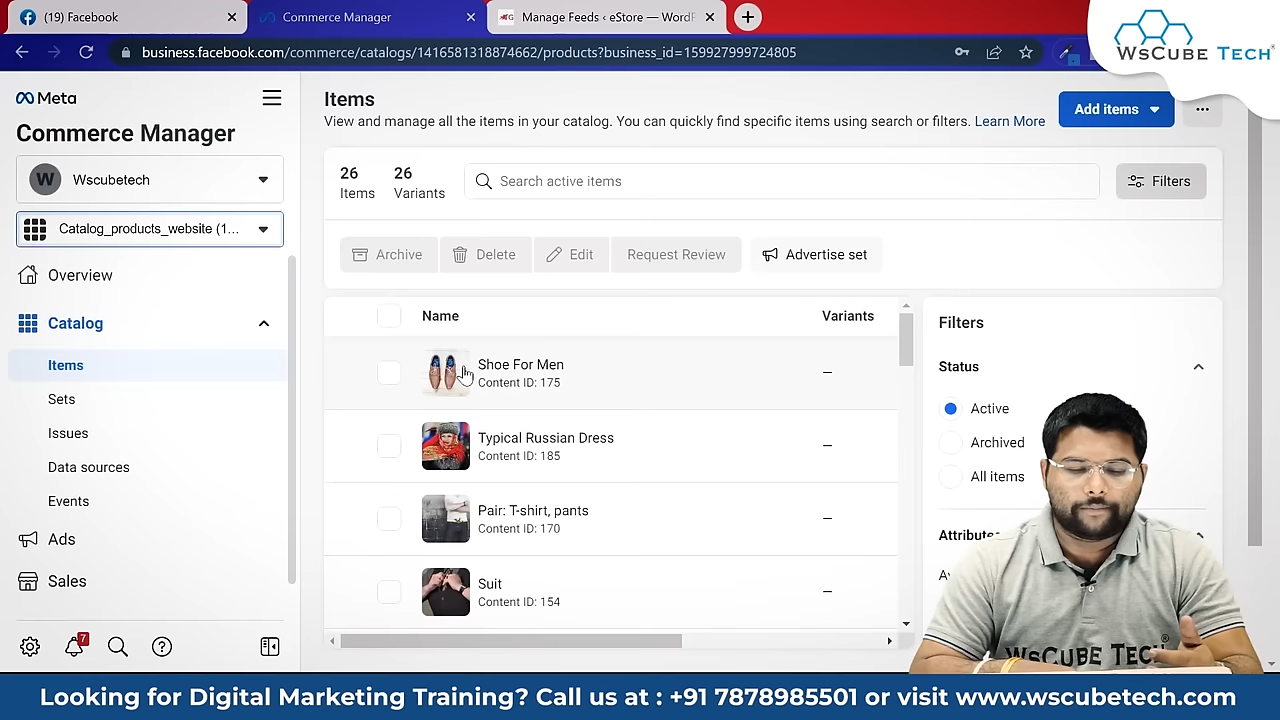 (19) Facebook
Commerce Manager
Manage Feeds ‹ eStore — WordP
business.facebook.com/commerce/catalogs/1416581318874662/products?business_id=159927999724805
WsCube Tech®
Meta
Commerce Manager
W Wscubetech
Catalog_products_website (1...
Overview
Catalog
Items
Sets
Issues
Data sources
Events
Ads
Sales
7
Items
View and manage all the items in your catalog. You can quickly find specific items using search or filters. Learn More
Add items
26 Items
26 Variants
Search active items
Filters
Archive
Delete
Edit
Request Review
Advertise set
Name
Variants
Shoe For Men
Content ID: 175
—
Typical Russian Dress
Content ID: 185
—
Pair: T-shirt, pants
Content ID: 170
—
Suit
Content ID: 154
—
Filters
Status
Active
Archived
All items
WsCube Tech®
Looking for Digital Marketing Training? Call us at : +91 7878985501 or visit www.wscubetech.com